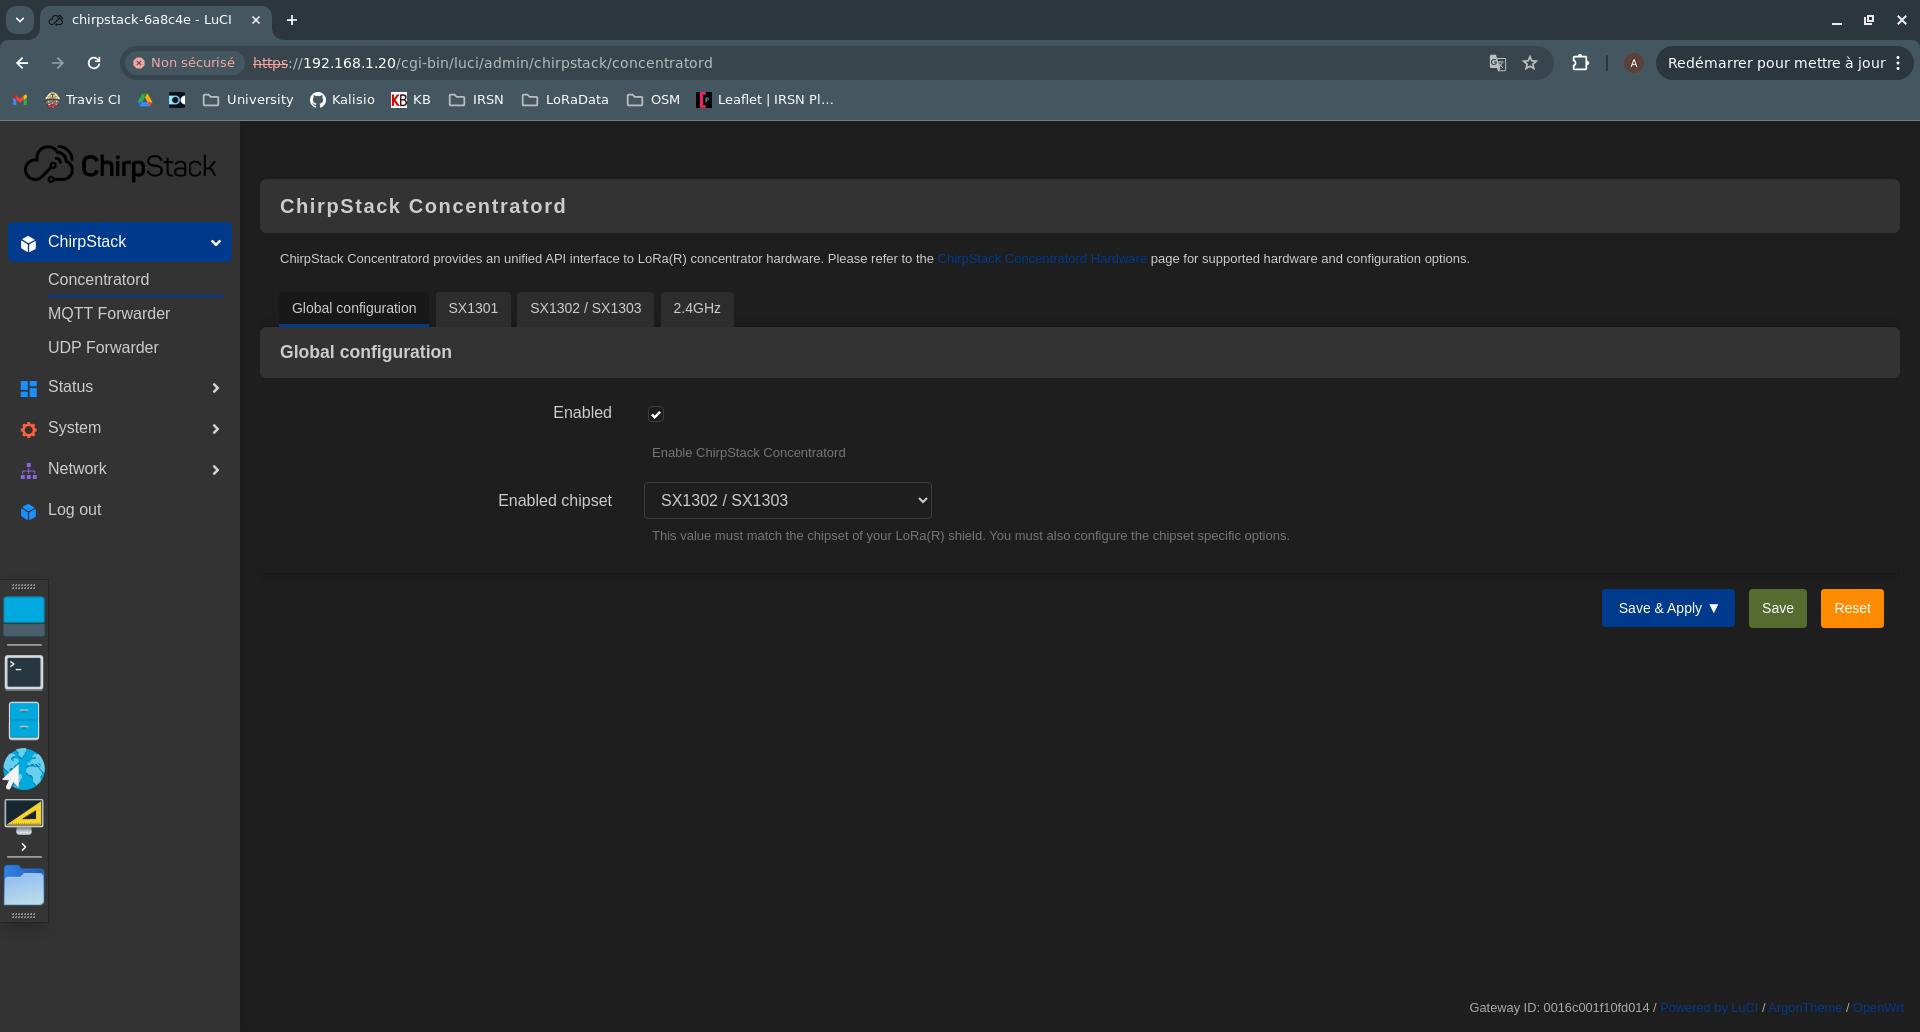 chirpstack-6a8c4e - LuCI
Non sécurisé https://192.168.1.20/cgi-bin/luci/admin/chirpstack/concentratord A Redémarrer pour mettre à jour
Travis CI University Kalisio KB KB IRSN LoRaData OSM Leaflet | IRSN Pl...
ChirpStack
ChirpStack
Concentratord
MQTT Forwarder
UDP Forwarder
Status
System
Network
Log out
ChirpStack Concentratord
ChirpStack Concentratord provides an unified API interface to LoRa(R) concentrator hardware. Please refer to the ChirpStack Concentratord Hardware page for supported hardware and configuration options.
Global configuration SX1301 SX1302 / SX1303 2.4GHz
Global configuration
Enabled
Enable ChirpStack Concentratord
Enabled chipset SX1302 / SX1303
This value must match the chipset of your LoRa(R) shield. You must also configure the chipset specific options.
Save & Apply ▼ Save Reset
Gateway ID: 0016c001f10fd014 / Powered by LuCI / ArgonTheme / OpenWrt